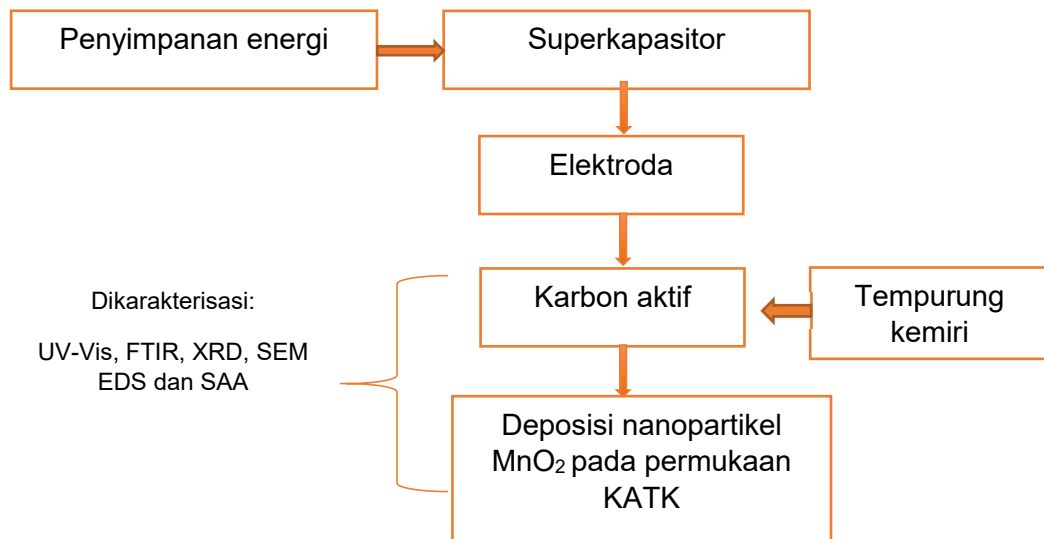 Penyimpanan energi
Superkapasitor
Elektroda
Karbon aktif
Tempurung
kemiri
Dikarakterisasi:
UV-Vis, FTIR, XRD, SEM
EDS dan SAA
Deposisi nanopartikel
MnO₂ pada permukaan
KATK